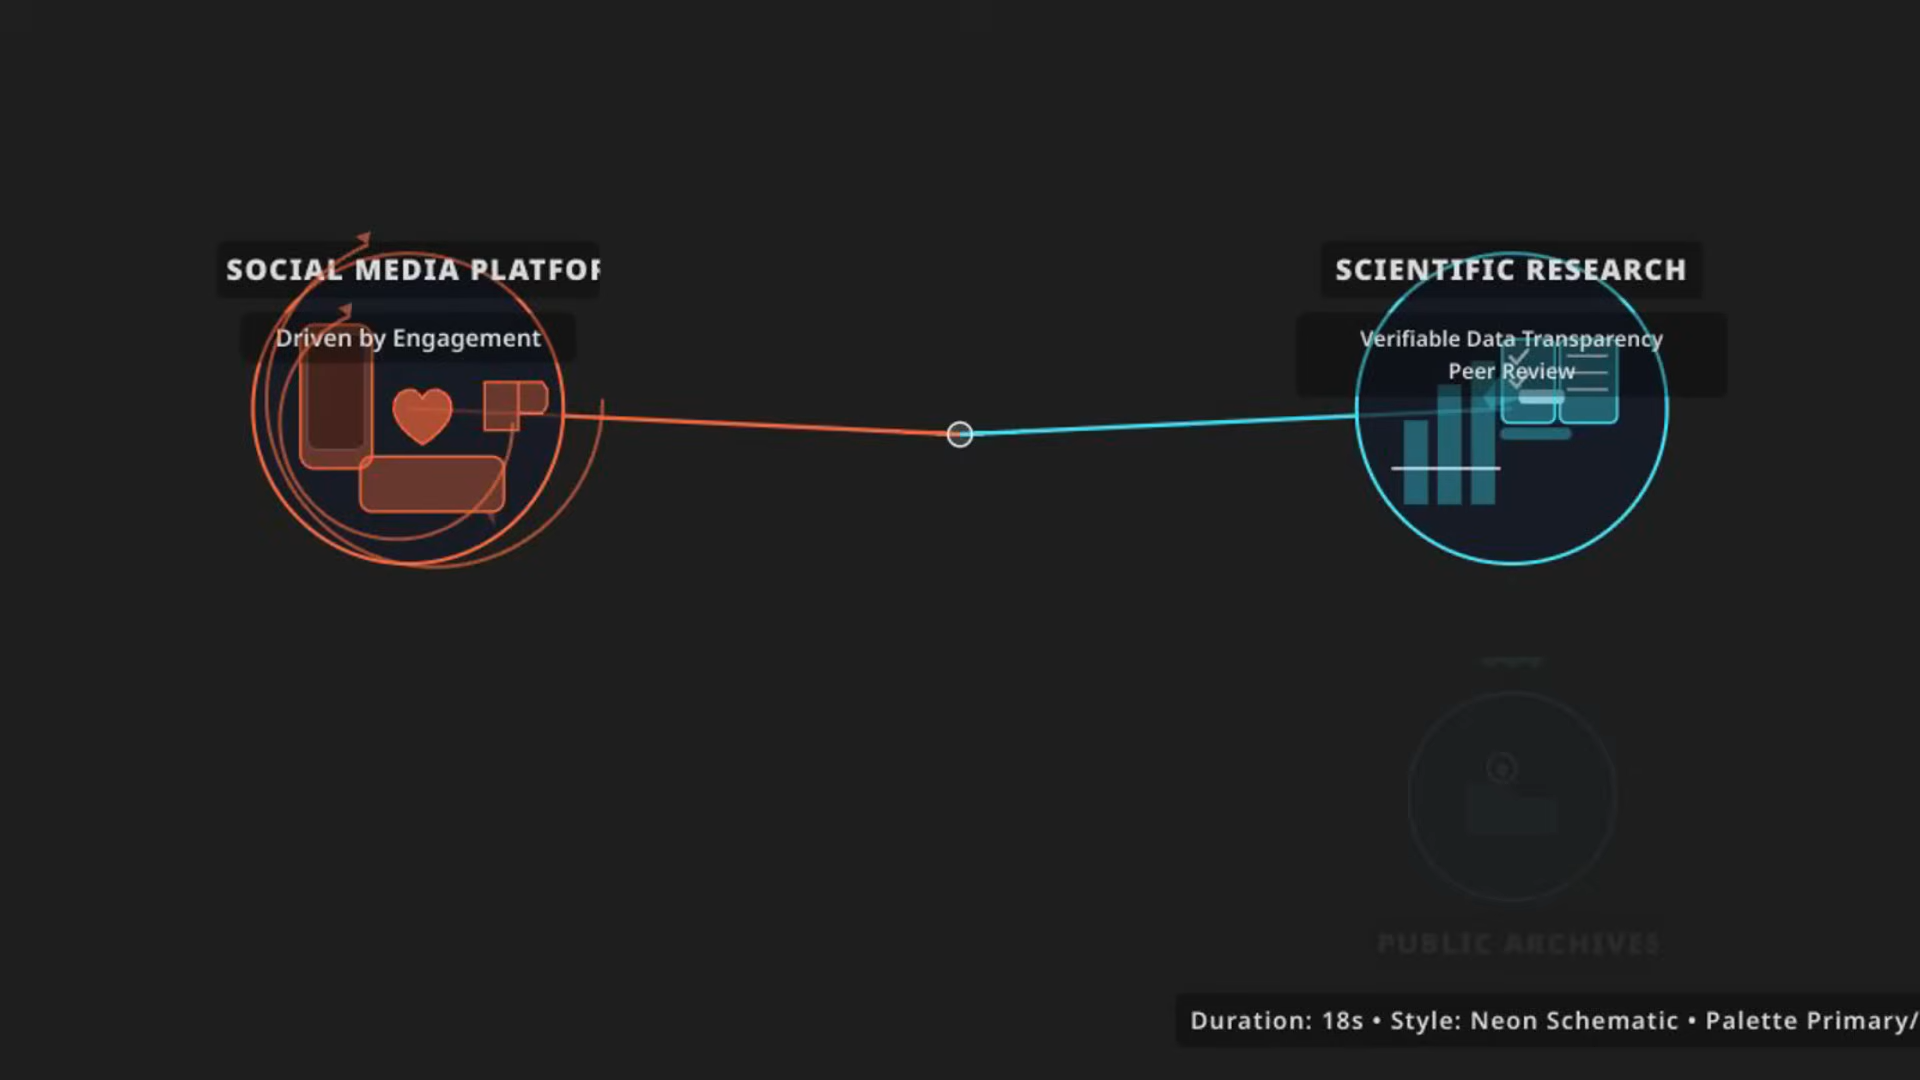 SOCIAL MEDIA PLATFOR
Driven by Engagement
SCIENTIFIC RESEARCH
Verifiable Data Transparency
Peer Review
PUBLIC ARCHIVES
Duration: 18s • Style: Neon Schematic • Palette Primary/